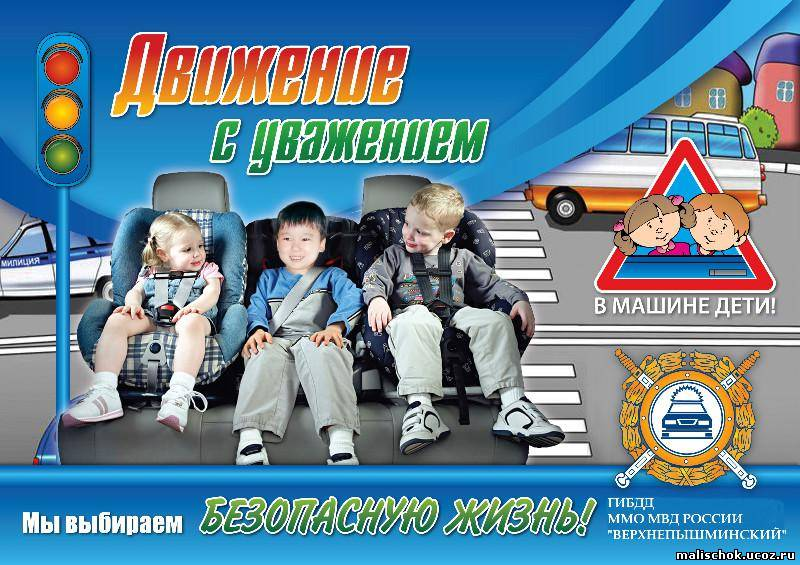 Движение
с уважением
МИЛИЦИЯ
В МАШИНЕ ДЕТИ!
Мы выбираем БЕЗОПАСНУЮ ЖИЗНЬ!
ГИБДД
ММО МВД РОССИИ
"ВЕРХНЕПЫШМИНСКИЙ"
malischok.ucoz.ru